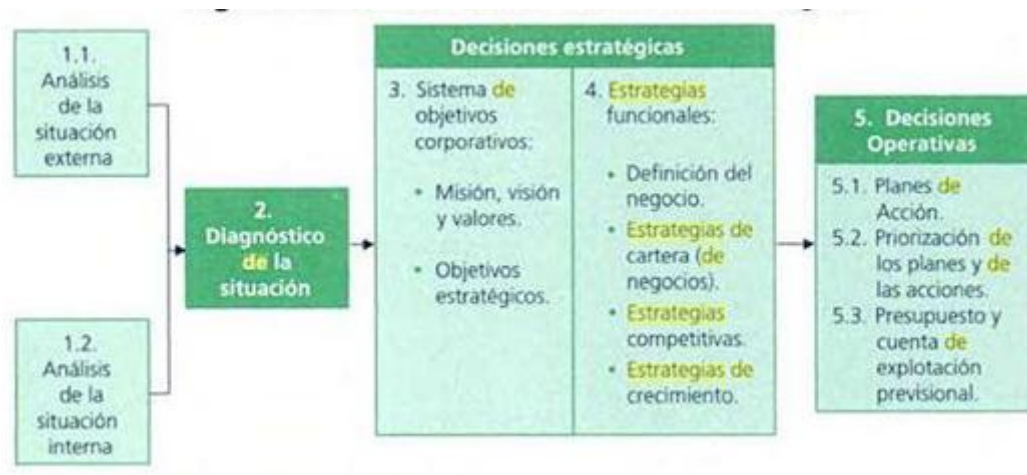 1.1.
Análisis
de la
situación
externa
1.2.
Análisis
de la
situación
interna
2.
Diagnóstico
de la
situación
Decisiones estratégicas
3. Sistema de
objetivos
corporativos:
• Misión, visión
y valores.
• Objetivos
estratégicos.
4. Estrategias
funcionales:
• Definición del
negocio.
• Estrategias de
cartera (de
negocios).
• Estrategias
competitivas.
• Estrategias de
crecimiento.
5. Decisiones
Operativas
5.1. Planes de
Acción.
5.2. Priorización de
los planes y de
las acciones.
5.3. Presupuesto y
cuenta de
explotación
previsional.